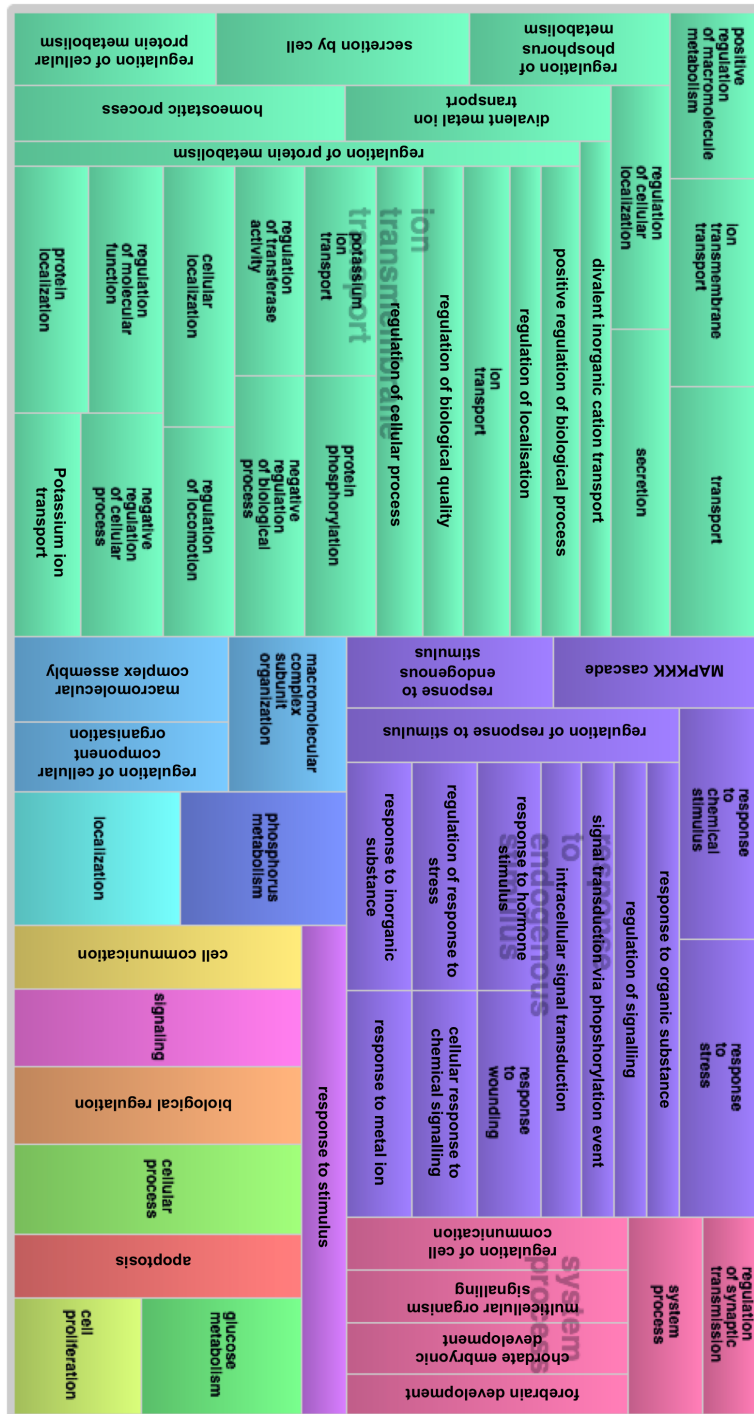 positive
regulation
of macromolecule
metabolism
ion
transmembrane
transport
transport
regulation of
phosphorus
metabolism
regulation
of cellular
localization
secretion
secretion by cell
divalent metal ion
transport
divalent inorganic cation transport
positive regulation of biological process
regulation of localisation
ion
transport
regulation of biological quality
regulation of cellular process
ion
transmembrane
transport
regulation of cellular
protein metabolism
homeostatic process
regulation of protein metabolism
potassium
ion
transport
protein
phosphorylation
regulation
of transferase
activity
negative
regulation
of biological
process
cellular
localization
regulation
of locomotion
regulation
of molecular
function
negative
regulation
of cellular
process
protein
localization
Potassium ion
transport
MAPKKK cascade
response to
endogenous
stimulus
response
to
chemical
stimulus
response
to
stress
regulation of response to stimulus
response to organic substance
regulation of signalling
signal transduction via phopshorylation event
intracellular signal transduction
response to hormone
stimulus
response
to
wounding
response
to
endogenous
stimulus
regulation of response to
stress
cellular response to
chemical signalling
response to inorganic
substance
response to metal ion
regulation
of synaptic
transmission
system
process
regulation of cell
communication
multicellular organism
signalling
chordate embryonic
development
forebrain development
system
process
macromolecular
complex
subunit
organization
macromolecular
complex assembly
regulation of cellular
component
organisation
phosphorus
metabolism
localization
response to stimulus
cell communication
signaling
biological regulation
cellular
process
apoptosis
glucose
metabolism
cell
proliferation